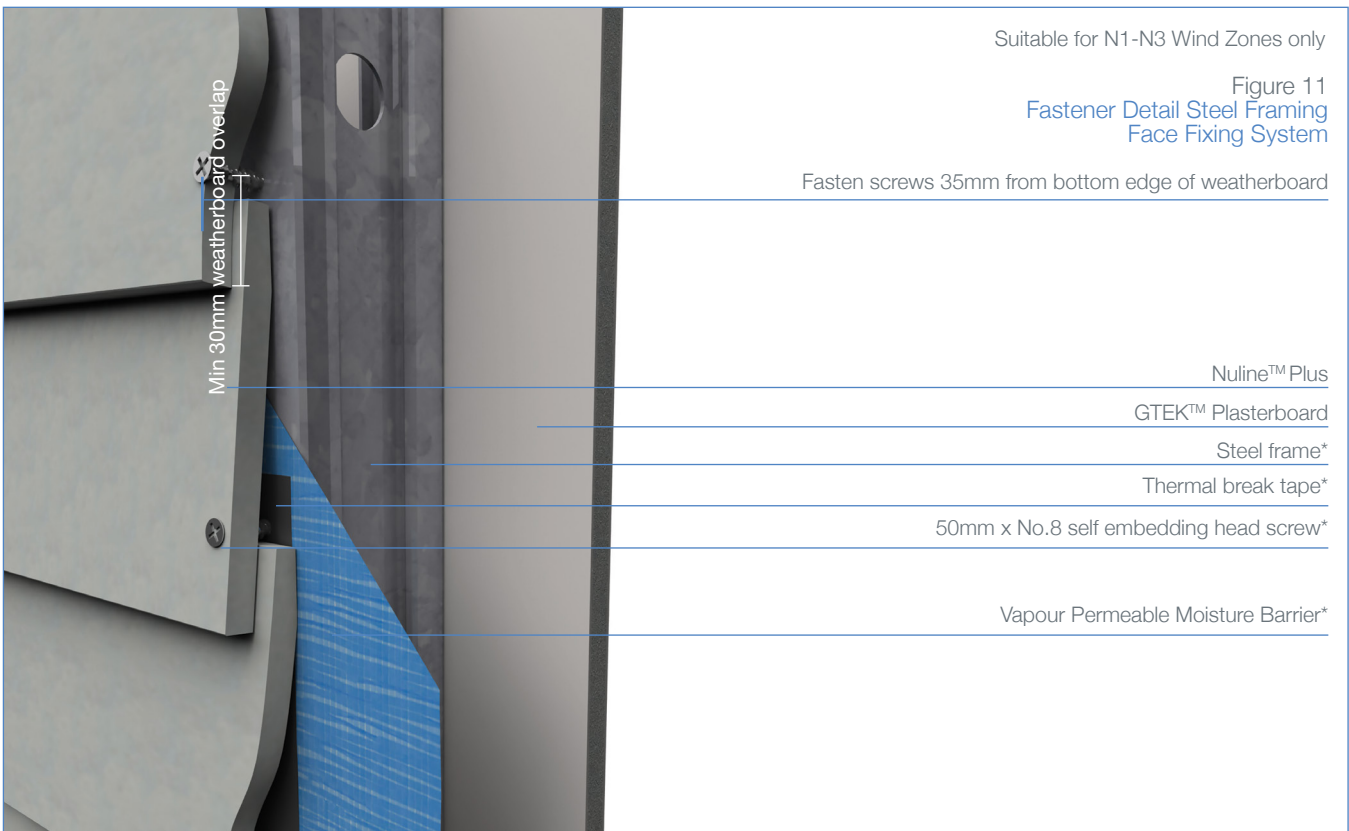 Suitable for N1-N3 Wind Zones only
Figure 11
Fastener Detail Steel Framing
Face Fixing System
Min 30mm weatherboard overlap
Fasten screws 35mm from bottom edge of weatherboard
Nuline™ Plus
GTEK™ Plasterboard
Steel frame*
Thermal break tape*
50mm x No.8 self embedding head screw*
Vapour Permeable Moisture Barrier*